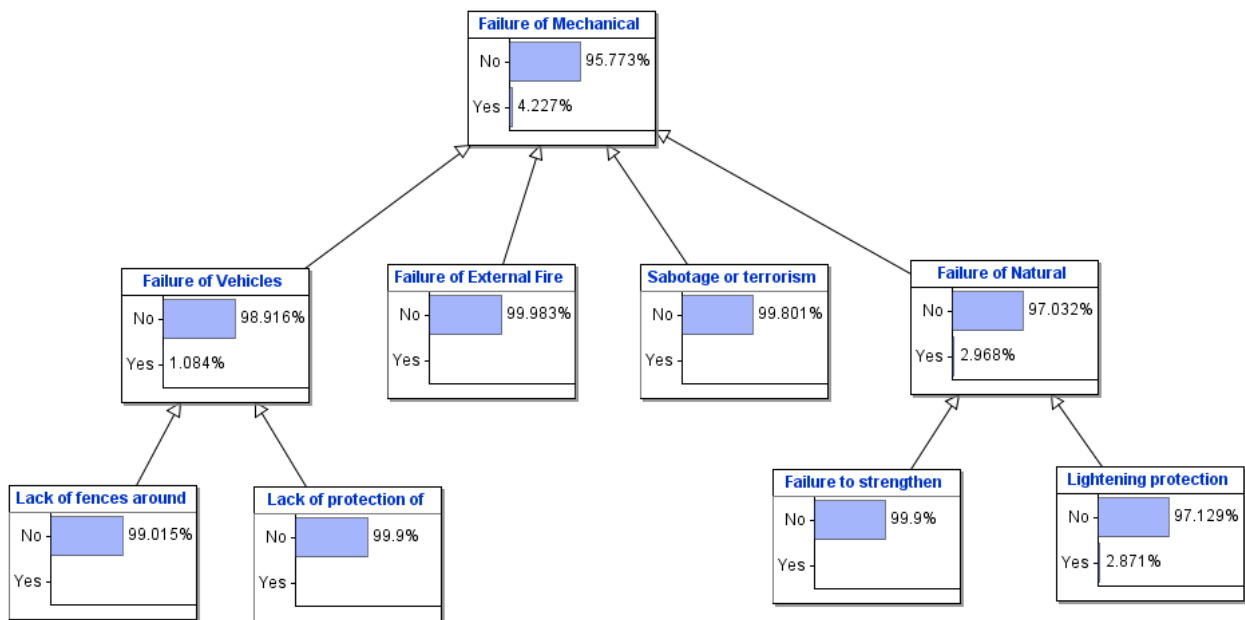 Failure of Mechanical
No
95.773%
Yes
4.227%
Failure of Vehicles
No
98.916%
Yes
1.084%
Failure of External Fire
No
99.983%
Yes
Sabotage or terrorism
No
99.801%
Yes
Failure of Natural
No
97.032%
Yes
2.968%
Lack of fences around
No
99.015%
Yes
Lack of protection of
No
99.9%
Yes
Failure to strengthen
No
99.9%
Yes
Lightening protection
No
97.129%
Yes
2.871%